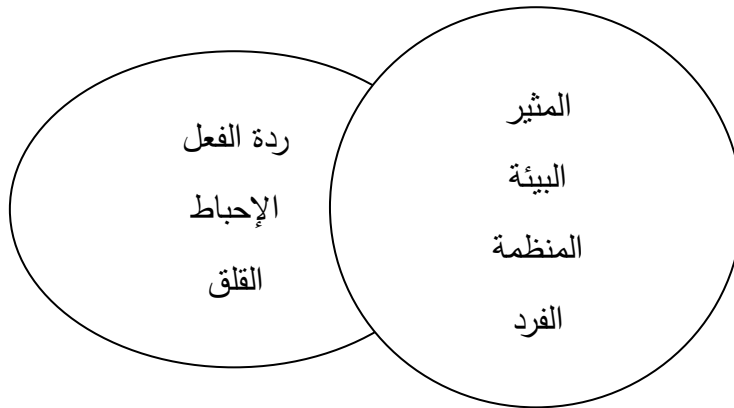 المثير
البيئة
المنظمة
الفرد
ردة الفعل
الإحباط
القلق